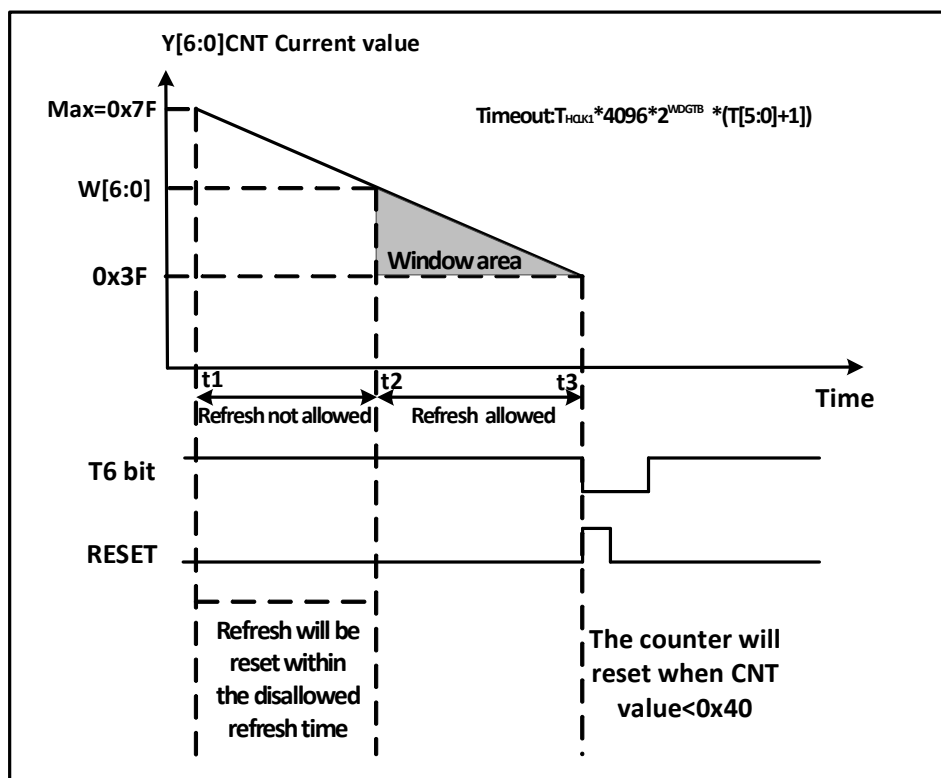 Y[6:0]CNT Current value
Max=0x7F
Timeout:THCLK1*4096*2WDGTB *(T[5:0]+1])
W[6:0]
Window area
0x3F
t1
t2
t3
Time
Refresh not allowed
Refresh allowed
T6 bit
RESET
Refresh will be
reset within
the disallowed
refresh time
The counter will
reset when CNT
value<0x40